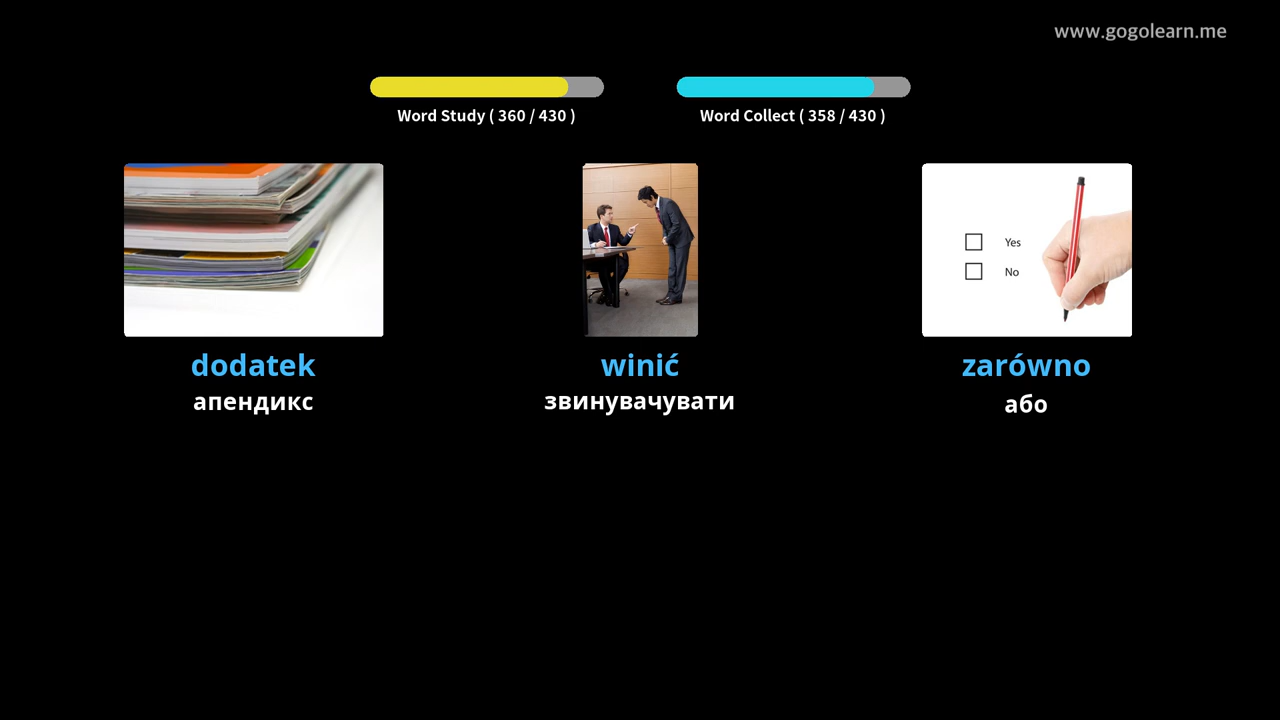 www.gogolearn.me
Word Study ( 360 / 430 )
Word Collect ( 358 / 430 )
Yes
No
dodatek
апендикс
winić
звинувачувати
zarówno
або